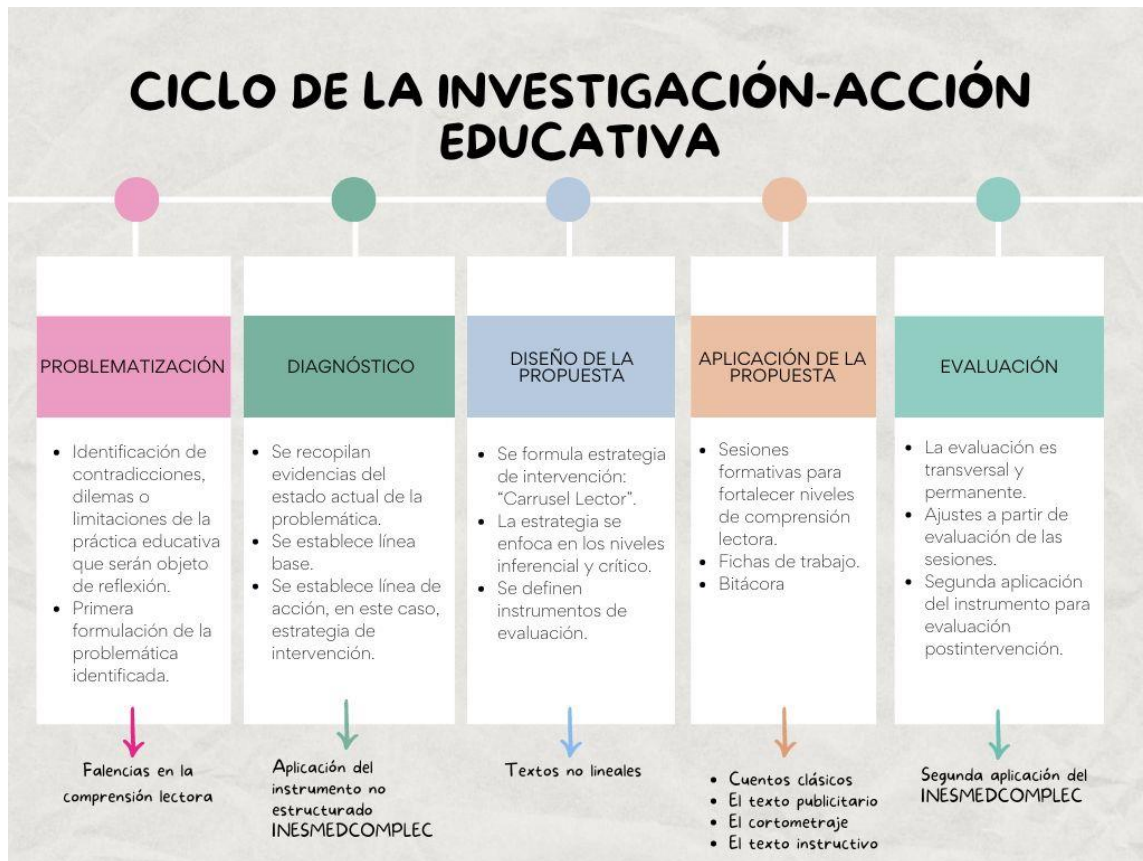 CICLO DE LA INVESTIGACIÓN-ACCIÓN
EDUCATIVA
PROBLEMATIZACIÓN
• Identificación de
contradicciones,
dilemas o
limitaciones de la
práctica educativa
que serán objeto
de reflexión.
• Primera
formulación de la
problemática
identificada.
Falencias en la
comprensión lectora
DIAGNÓSTICO
• Se recopilan
evidencias del
estado actual de la
problemática.
• Se establece línea
base.
• Se establece línea de
acción, en este caso,
estrategia de
intervención.
Aplicación del
instrumento no
estructurado
INESMEDCOMPLEC
DISEÑO DE LA
PROPUESTA
• Se formula estrategia
de intervención:
“Carrusel Lector”.
• La estrategia se
enfoca en los niveles
inferencial y crítico.
• Se definen
instrumentos de
evaluación.
Textos no lineales
APLICACIÓN DE LA
PROPUESTA
• Sesiones
formativas para
fortalecer niveles
de comprensión
lectora.
• Fichas de trabajo.
• Bitácora
• Cuentos clásicos
• El texto publicitario
• El cortometraje
• El texto instructivo
EVALUACIÓN
• La evaluación es
transversal y
permanente.
• Ajustes a partir de
evaluación de las
sesiones.
• Segunda aplicación
del instrumento para
evaluación
postintervención.
Segunda aplicación del
INESMEDCOMPLEC